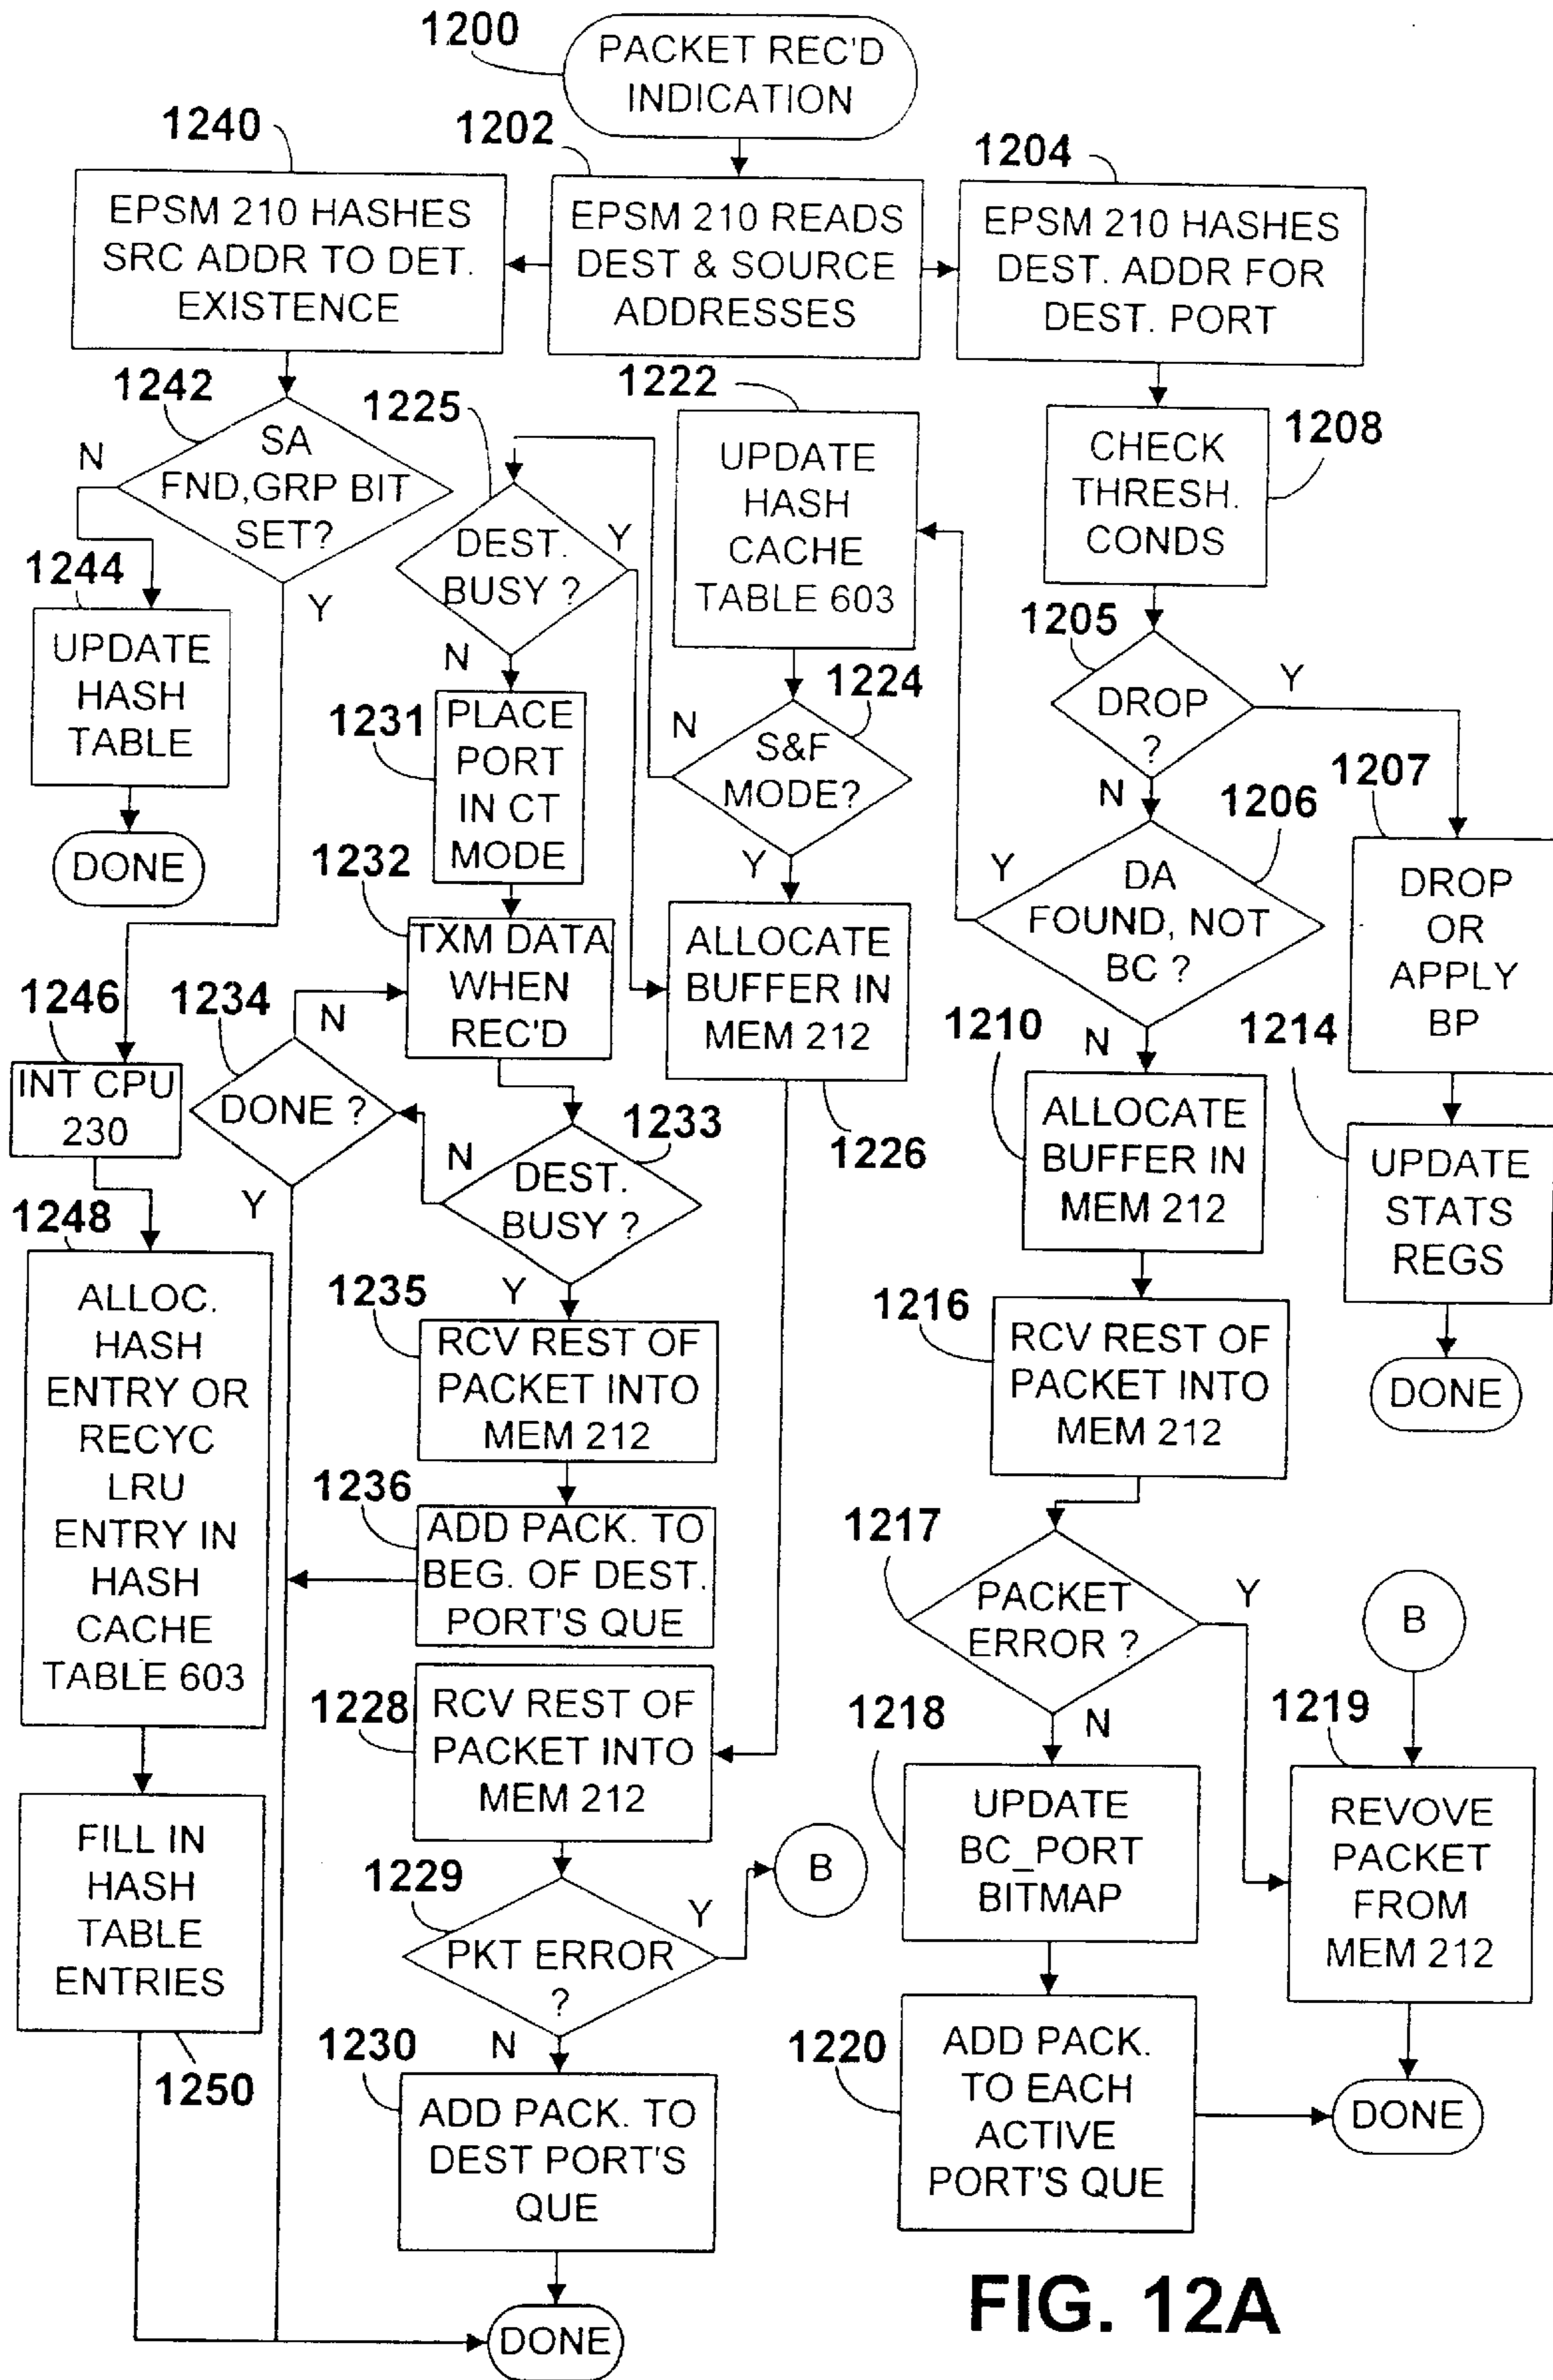 1200
PACKET REC'D
INDICATION
1240
1202
1204
EPSM 210 HASHES
SRC ADDR TO DET.
EXISTENCE
EPSM 210 READS
DEST & SOURCE
ADDRESSES
EPSM 210 HASHES
DEST. ADDR FOR
DEST. PORT
1242
SA
FND,GRP BIT
SET?
N
Y
1244
UPDATE
HASH
TABLE
DONE
1225
DEST.
BUSY ?
Y
N
1222
UPDATE
HASH
CACHE
TABLE 603
1208
CHECK
THRESH.
CONDS
1205
DROP
?
Y
N
1224
S&F
MODE?
N
Y
1231
PLACE
PORT
IN CT
MODE
1206
DA
FOUND, NOT
BC ?
Y
N
1207
DROP
OR
APPLY
BP
1232
TXM DATA
WHEN
REC'D
ALLOCATE
BUFFER IN
MEM 212
1226
1246
INT CPU
230
1234
DONE ?
N
Y
1233
DEST.
BUSY ?
N
Y
1210
ALLOCATE
BUFFER IN
MEM 212
1214
UPDATE
STATS
REGS
DONE
1248
ALLOC.
HASH
ENTRY OR
RECYC
LRU
ENTRY IN
HASH
CACHE
TABLE 603
1235
RCV REST OF
PACKET INTO
MEM 212
1216
RCV REST OF
PACKET INTO
MEM 212
1236
ADD PACK. TO
BEG. OF DEST.
PORT'S QUE
1217
PACKET
ERROR ?
Y
N
B
1228
RCV REST OF
PACKET INTO
MEM 212
1218
UPDATE
BC_PORT
BITMAP
1219
REVOVE
PACKET
FROM
MEM 212
FILL IN
HASH
TABLE
ENTRIES
1250
1229
PKT ERROR
?
Y
N
B
1230
ADD PACK. TO
DEST PORT'S
QUE
1220
ADD PACK.
TO EACH
ACTIVE
PORT'S QUE
DONE
DONE
FIG. 12A